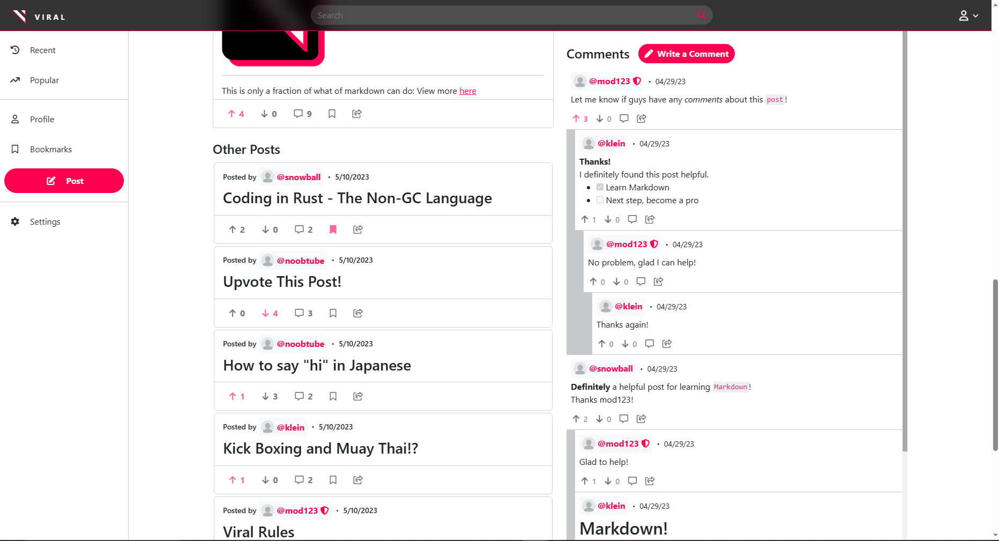 VIRAL
Search
Recent
Popular
Profile
Bookmarks
Post
Settings
This is only a fraction of what of markdown can do: View more here
4 0 9
Other Posts
Posted by @snowball • 5/10/2023
Coding in Rust - The Non-GC Language
2 0 2
Posted by @noobtube • 5/10/2023
Upvote This Post!
0 4 3
Posted by @noobtube • 5/10/2023
How to say "hi" in Japanese
1 3 2
Posted by @klein • 5/10/2023
Kick Boxing and Muay Thai!?
1 0 2
Posted by @mod123 • 5/10/2023
Viral Rules
Comments Write a Comment
@mod123 • 04/29/23
Let me know if guys have any comments about this post!
3 0
@klein • 04/29/23
Thanks!
I definitely found this post helpful.
• Learn Markdown
• Next step, become a pro
1 0
@mod123 • 04/29/23
No problem, glad I can help!
0 0
@klein • 04/29/23
Thanks again!
0 0
@snowball • 04/29/23
Definitely a helpful post for learning Markdown!
Thanks mod123!
2 0
@mod123 • 04/29/23
Glad to help!
1 0
@klein • 04/29/23
Markdown!